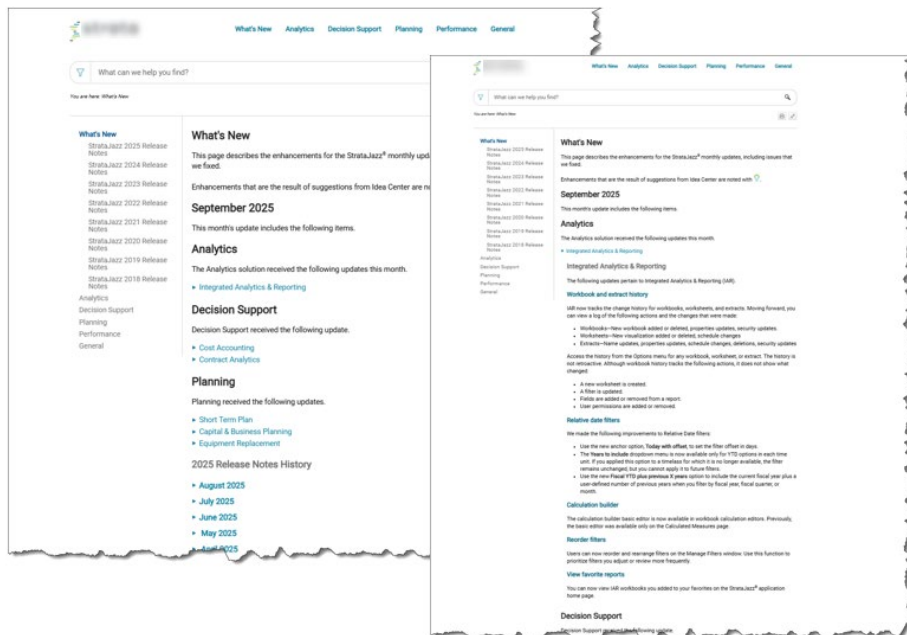 What's New Analytics Decision Support Planning Performance General
What can we help you find?
You are here: What's New
What's New
StrataJazz 2025 Release
Notes
StrataJazz 2024 Release
Notes
StrataJazz 2023 Release
Notes
StrataJazz 2022 Release
Notes
StrataJazz 2021 Release
Notes
StrataJazz 2020 Release
Notes
StrataJazz 2019 Release
Notes
StrataJazz 2018 Release
Notes
Analytics
Decision Support
Planning
Performance
General
What's New
This page describes the enhancements for the StrataJazz® monthly
we fixed.
Enhancements that are the result of suggestions from Idea Center are
September 2025
This month's update includes the following items.
Analytics
The Analytics solution received the following updates this month.
Integrated Analytics & Reporting
Decision Support
Decision Support received the following update.
Cost Accounting
Contract Analytics
Planning
Planning received the following updates.
Short Term Plan
Capital & Business Planning
Equipment Replacement
2025 Release Notes History
August 2025
July 2025
June 2025
May 2025
April 2025
What's New Analytics Decision Support Planning Performance General
What can we help you find?
You are here: What's New
What's New
StrataJazz 2025 Release
Notes
StrataJazz 2024 Release
Notes
StrataJazz 2023 Release
Notes
StrataJazz 2022 Release
Notes
StrataJazz 2021 Release
Notes
StrataJazz 2020 Release
Notes
StrataJazz 2019 Release
Notes
StrataJazz 2018 Release
Notes
Analytics
Decision Support
Planning
Performance
General
What's New
This page describes the enhancements for the StrataJazz® monthly updates, including issues that
we fixed.
Enhancements that are the result of suggestions from Idea Center are noted with
September 2025
This month's update includes the following items.
Analytics
The Analytics solution received the following updates this month.
Integrated Analytics & Reporting
Integrated Analytics & Reporting
The following updates pertain to Integrated Analytics & Reporting (IAR).
Workbook and extract history
IAR now tracks the change history for workbooks, worksheets, and extracts. Moving forward, you
can view a log of the following actions and the changes that were made:
• Workbooks—New workbook added or deleted, properties updates, security updates
• Worksheets—New visualization added or deleted, schedule changes
• Extracts—Name updates, properties updates, schedule changes, deletions, security updates
Access the history from the Options menu for any workbook, worksheet, or extract. The history is
not retroactive. Although workbook history tracks the following actions, it does not show what
changed:
• A new worksheet is created.
• A filter is updated.
• Fields are added or removed from a report.
• User permissions are added or removed.
Relative date filters
We made the following improvements to Relative Date filters:
• Use the new anchor option, Today with offset, to set the filter offset in days.
• The Years to include dropdown menu is now available only for YTD options in each time
unit. If you applied this option to a timelass for which it is no longer available, the filter
remains unchanged, but you cannot apply it to future filters.
• Use the new Fiscal YTD plus previous X years option to include the current fiscal year plus a
user-defined number of previous years when you filter by fiscal year, fiscal quarter, or
month.
Calculation builder
The calculation builder basic editor is now available in workbook calculation editors. Previously,
the basic editor was available only on the Calculated Measures page.
Reorder filters
Users can now reorder and rearrange filters on the Manage Filters window. Use this function to
prioritize filters you adjust or review more frequently.
View favorite reports
You can now view IAR workbooks you added to your favorites on the StrataJazz® application
home page.
Decision Support
Decision Support received the following update.